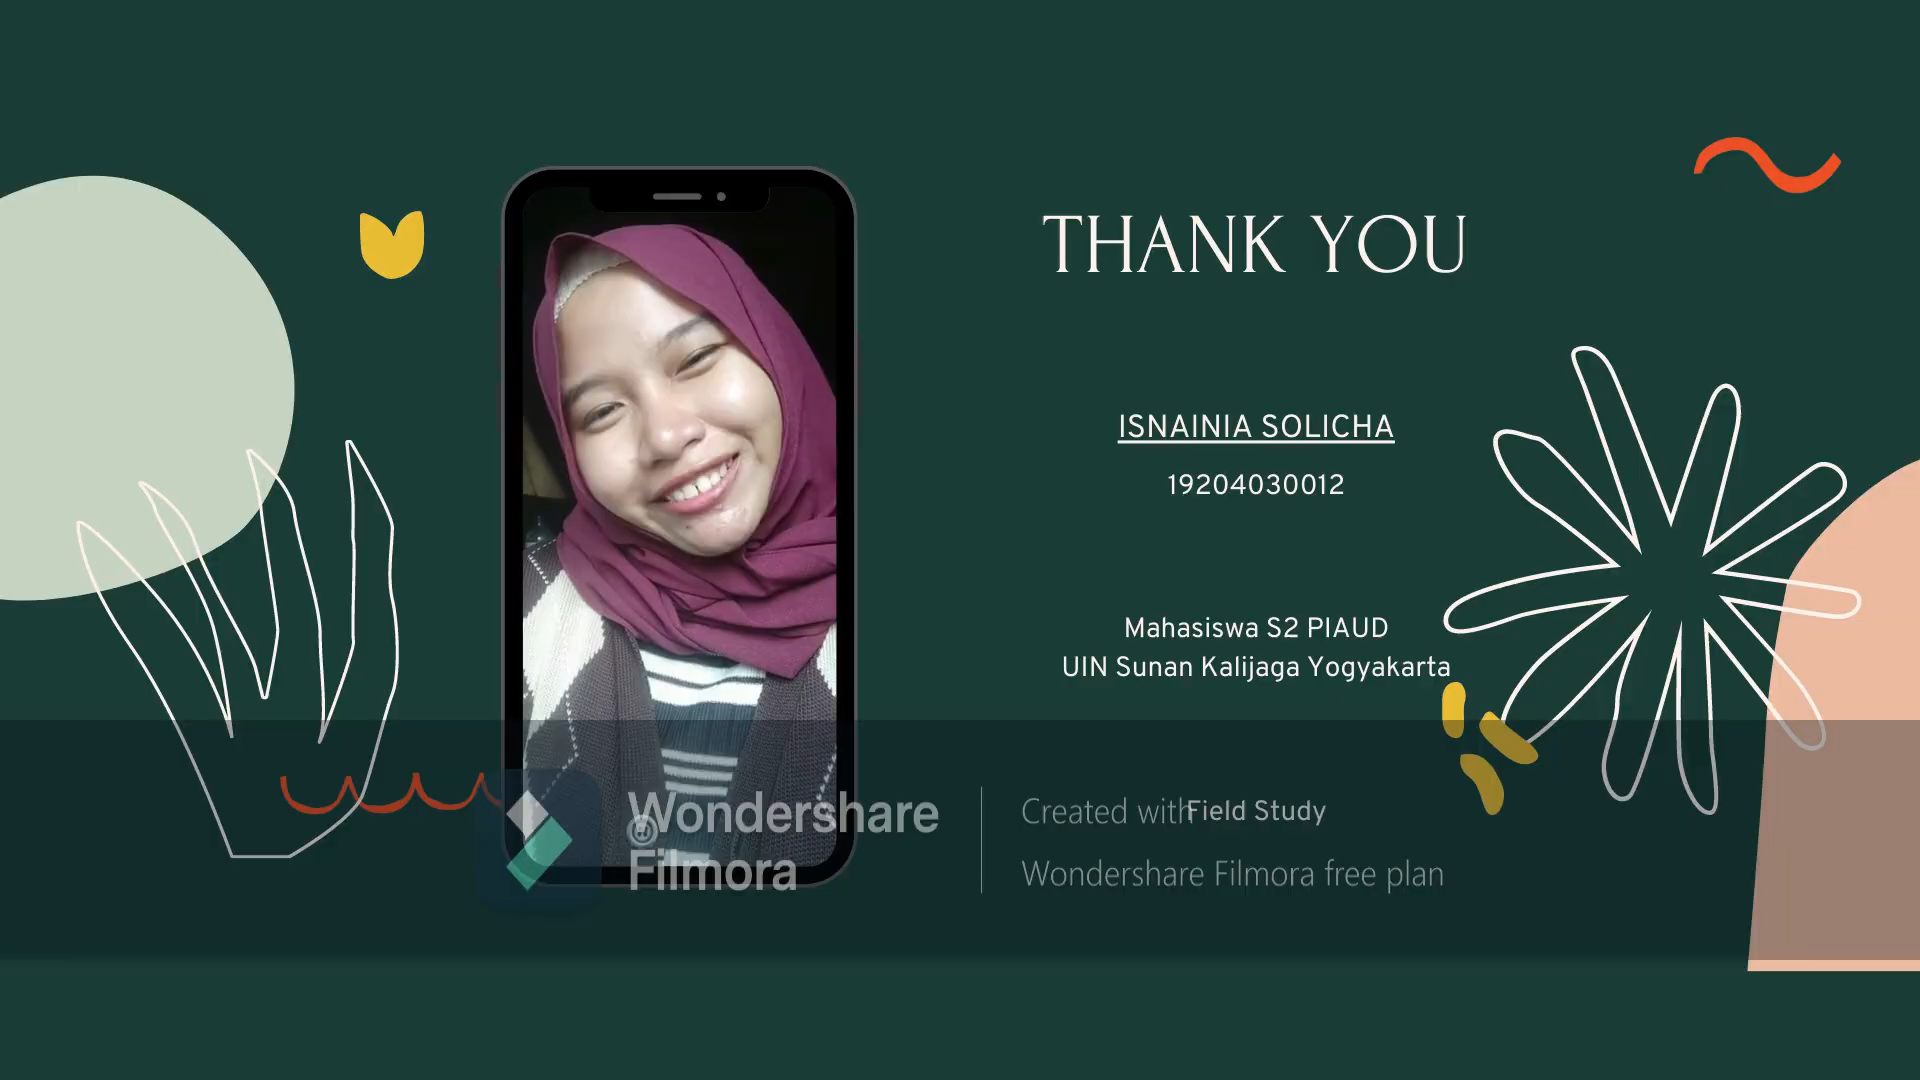 THANK YOU
ISNAINIA SOLICHA
19204030012
Mahasiswa S2 PIAUD
UIN Sunan Kalijaga Yogyakarta
Field Study
Wondershare
Filmora
Created with
Wondershare Filmora free plan